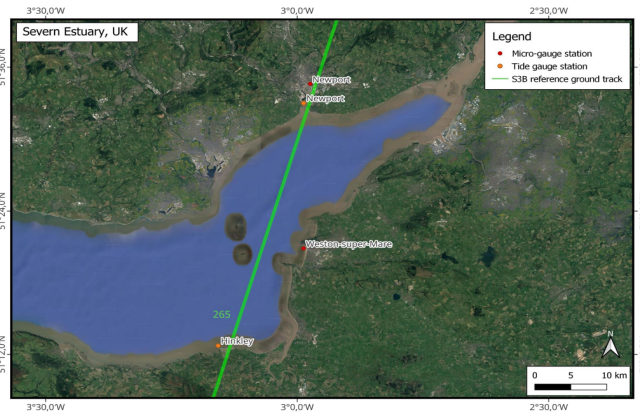 3°30,0'W 3°0,0'W 2°30,0'W
Severn Estuary, UK
Legend
Micro-gauge station
Tide gauge station
S3B reference ground track
51°36,0'N
Newport
Newport
51°24,0'N
Weston-super-Mare
265
Hinkley
51°12,0'N
N
0 5 10 km
3°30,0'W 3°0,0'W 2°30,0'W